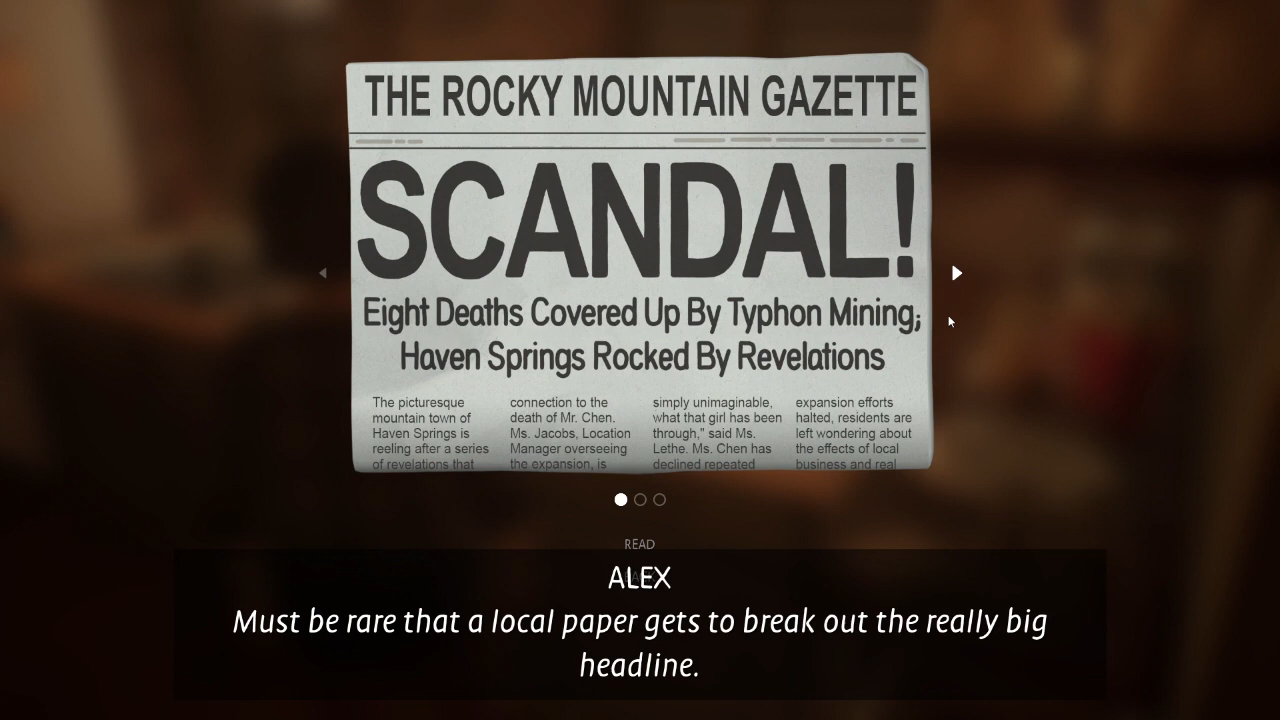 THE ROCKY MOUNTAIN GAZETTE
SCANDAL!
Eight Deaths Covered Up By Typhon Mining;
Haven Springs Rocked By Revelations
The picturesque
mountain town of
Haven Springs is
reeling after a series
of revelations that
connection to the
death of Mr. Chen.
Ms. Jacobs, Location
Manager overseeing
the expansion, is
simply unimaginable,
what that girl has been
through," said Ms.
Lethe. Ms. Chen has
declined repeated
expansion efforts
halted, residents are
left wondering about
the effects of local
business and real
READ
ALEX
Must be rare that a local paper gets to break out the really big
headline.